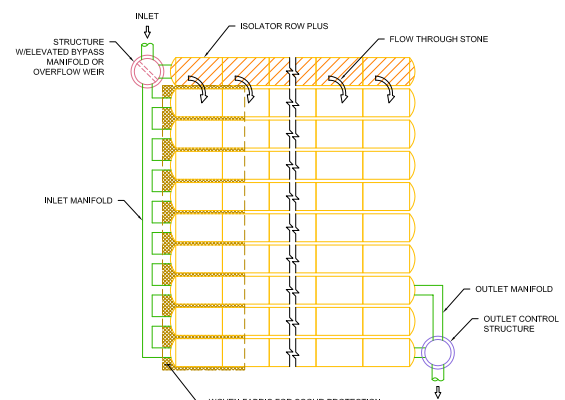 INLET
ISOLATOR ROW PLUS
STRUCTURE
W/ELEVATED BYPASS
MANIFOLD OR
OVERFLOW WEIR
FLOW THROUGH STONE
INLET MANIFOLD
OUTLET MANIFOLD
OUTLET CONTROL
STRUCTURE